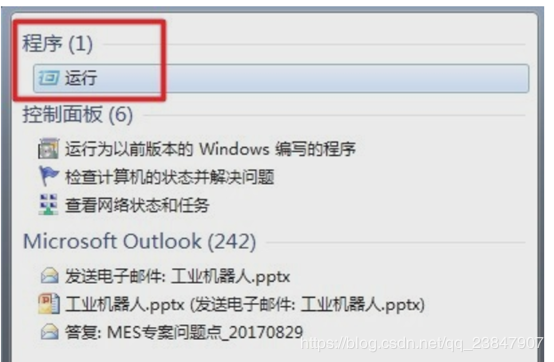 程序 (1)
运行
控制面板 (6)
运行为以前版本的 Windows 编写的程序
检查计算机的状态并解决问题
查看网络状态和任务
Microsoft Outlook (242)
发送电子邮件: 工业机器人.pptx
工业机器人.pptx (发送电子邮件: 工业机器人.pptx)
答复: MES专案问题点_20170829
https://blog.csdn.net/qq_23847907